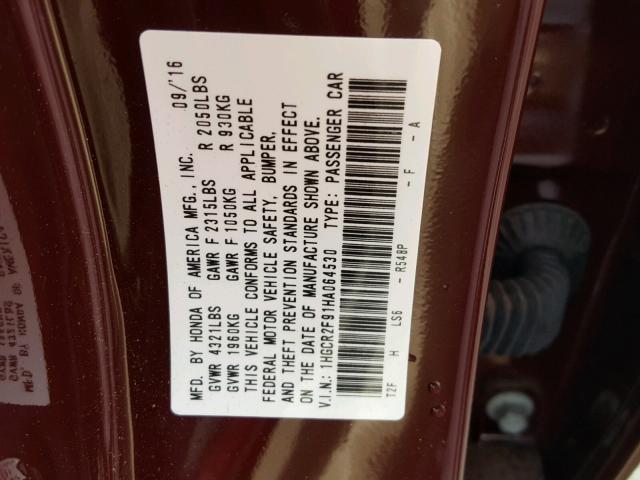 MFD. BY HONDA OF AMERICA MFG., INC. 09/'16
GVWR 4321LBS GAWR F 2315LBS R 2050LBS
GVWR 1960KG GAWR F 1050KG R 930KG
THIS VEHICLE CONFORMS TO ALL APPLICABLE
FEDERAL MOTOR VEHICLE SAFETY, BUMPER,
AND THEFT PREVENTION STANDARDS IN EFFECT
ON THE DATE OF MANUFACTURE SHOWN ABOVE.
V.I.N.: 1HGCR2F91HA064530 TYPE: PASSENGER CAR
T2F H LS6 - R548P - F - A